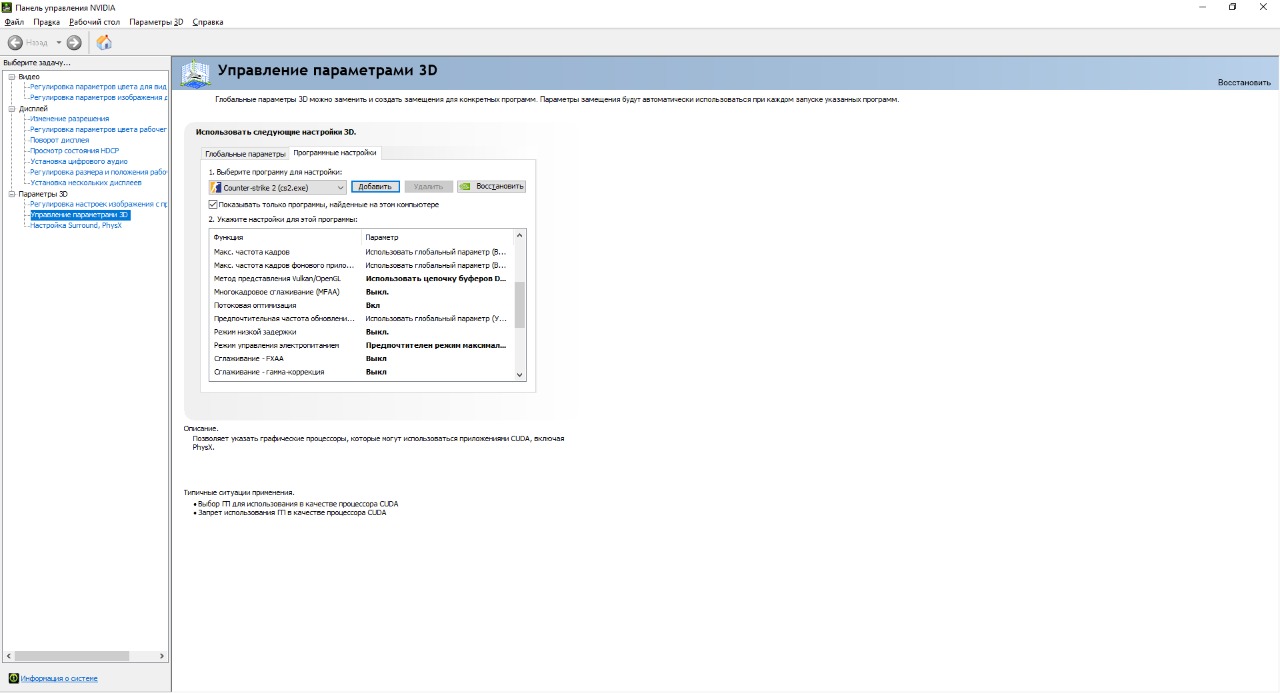 Панель управления NVIDIA
Файл Правка Рабочий стол Параметры 3D Справка
Назад
Выберите задачу...
Видео
Регулировка параметров цвета для вид
Регулировка параметров изображения д
Дисплей
Изменение разрешения
Регулировка параметров цвета рабочег
Поворот дисплея
Просмотр состояния HDCP
Установка цифрового аудио
Регулировка размера и положения рабо
Установка нескольких дисплеев
Параметры 3D
Регулировка настроек изображения с пр
Управление параметрами 3D
Настройка Surround, PhysX
Информация о системе
Управление параметрами 3D
Восстановить
Глобальные параметры 3D можно заменить и создать замещения для конкретных программ. Параметры замещения будут автоматически использоваться при каждом запуске указанных программ.
Использовать следующие настройки 3D.
Глобальные параметры Программные настройки
1. Выберите программу для настройки:
Counter-strike 2 (cs2.exe) Добавить Удалить Восстановить
Показывать только программы, найденные на этом компьютере
2. Укажите настройки для этой программы:
Функция Параметр
Макс. частота кадров Использовать глобальный параметр (В...
Макс. частота кадров фонового прило... Использовать глобальный параметр (В...
Метод представления Vulkan/OpenGL Использовать цепочку буферов D...
Многокадровое сглаживание (MFAA) Выкл.
Потоковая оптимизация Вкл
Предпочтительная частота обновлени... Использовать глобальный параметр (У...
Режим низкой задержки Выкл.
Режим управления электропитанием Предпочтителен режим максимал...
Сглаживание - FXAA Выкл
Сглаживание - гамма-коррекция Выкл
Описание.
Позволяет указать графические процессоры, которые могут использоваться приложениями CUDA, включая
PhysX.
Типичные ситуации применения.
• Выбор ГП для использования в качестве процессора CUDA
• Запрет использования ГП в качестве процессора CUDA